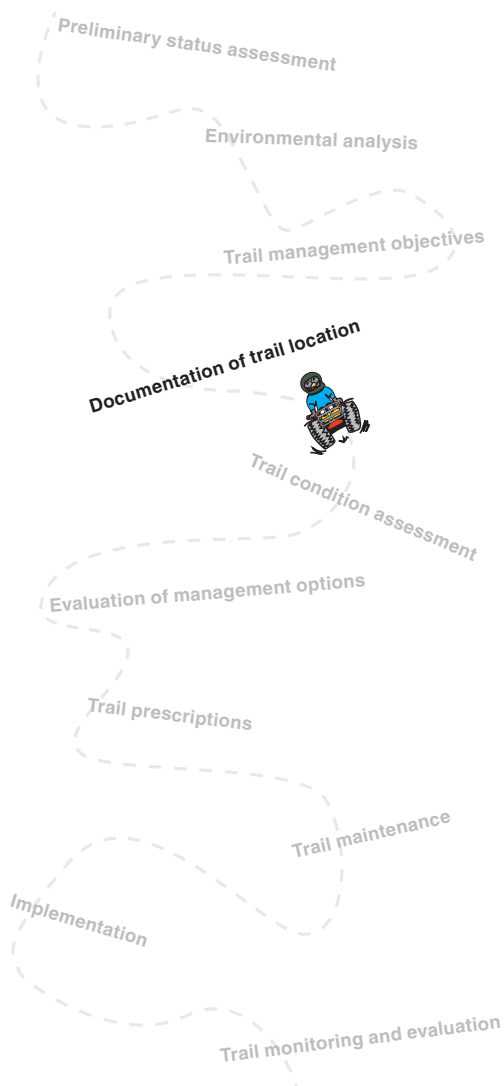 Preliminary status assessment
Environmental analysis
Trail management objectives
Documentation of trail location
Trail condition assessment
Evaluation of management options
Trail prescriptions
Trail maintenance
Implementation
Trail monitoring and evaluation